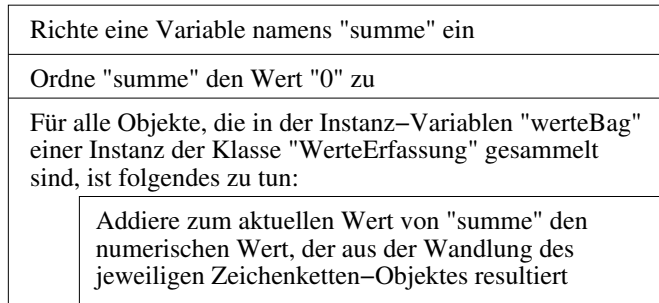 Richte eine Variable namens "summe" ein
Ordne "summe" den Wert "0" zu
Für alle Objekte, die in der Instanz−Variablen "werteBag"
einer Instanz der Klasse "WerteErfassung" gesammelt
sind, ist folgendes zu tun:
Addiere zum aktuellen Wert von "summe" den
numerischen Wert, der aus der Wandlung des
jeweiligen Zeichenketten−Objektes resultiert